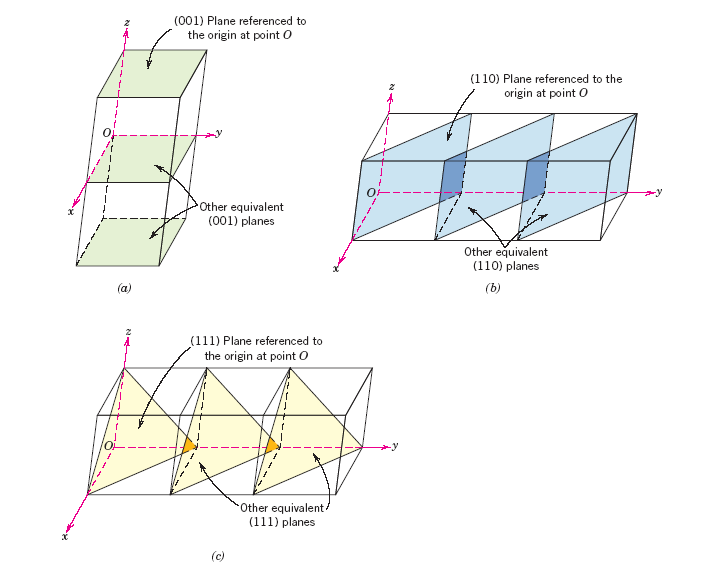 z
(001) Plane referenced to
the origin at point O
O
y
x
Other equivalent
(001) planes
(a)
z
(110) Plane referenced to the
origin at point O
O
y
x
Other equivalent
(110) planes
(b)
z
(111) Plane referenced to
the origin at point O
O
y
x
Other equivalent
(111) planes
(c)